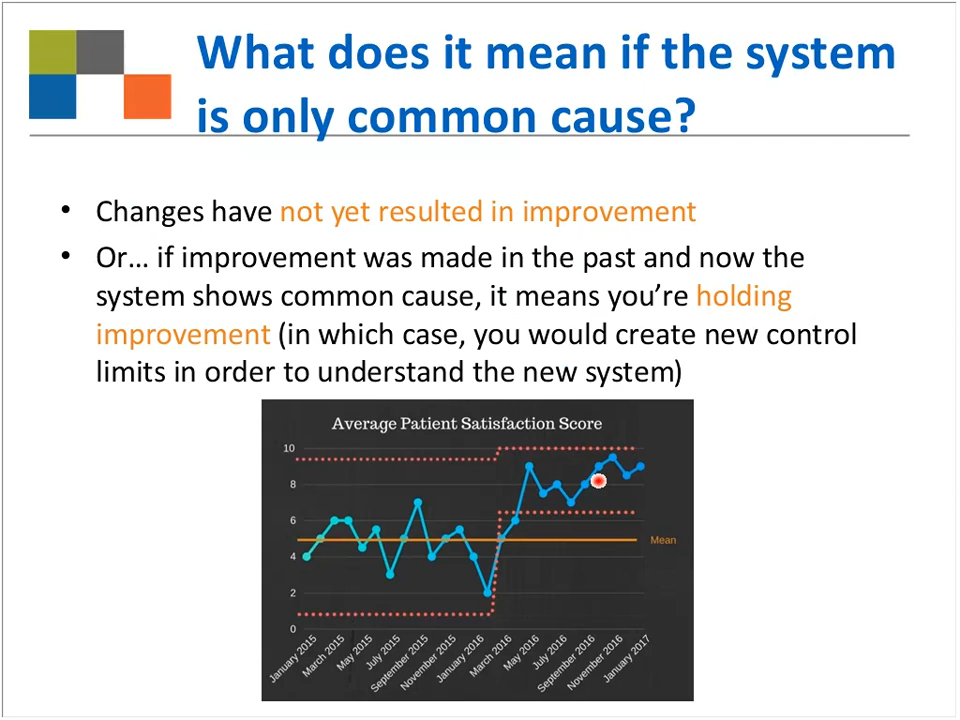 What does it mean if the system
is only common cause?
• Changes have not yet resulted in improvement
• Or… if improvement was made in the past and now the
system shows common cause, it means you’re holding
improvement (in which case, you would create new control
limits in order to understand the new system)
Average Patient Satisfaction Score
10
8
6
Mean
4
2
0
January 2015
March 2015
May 2015
July 2015
September 2015
November 2015
January 2016
March 2016
May 2016
July 2016
September 2016
November 2016
January 2017